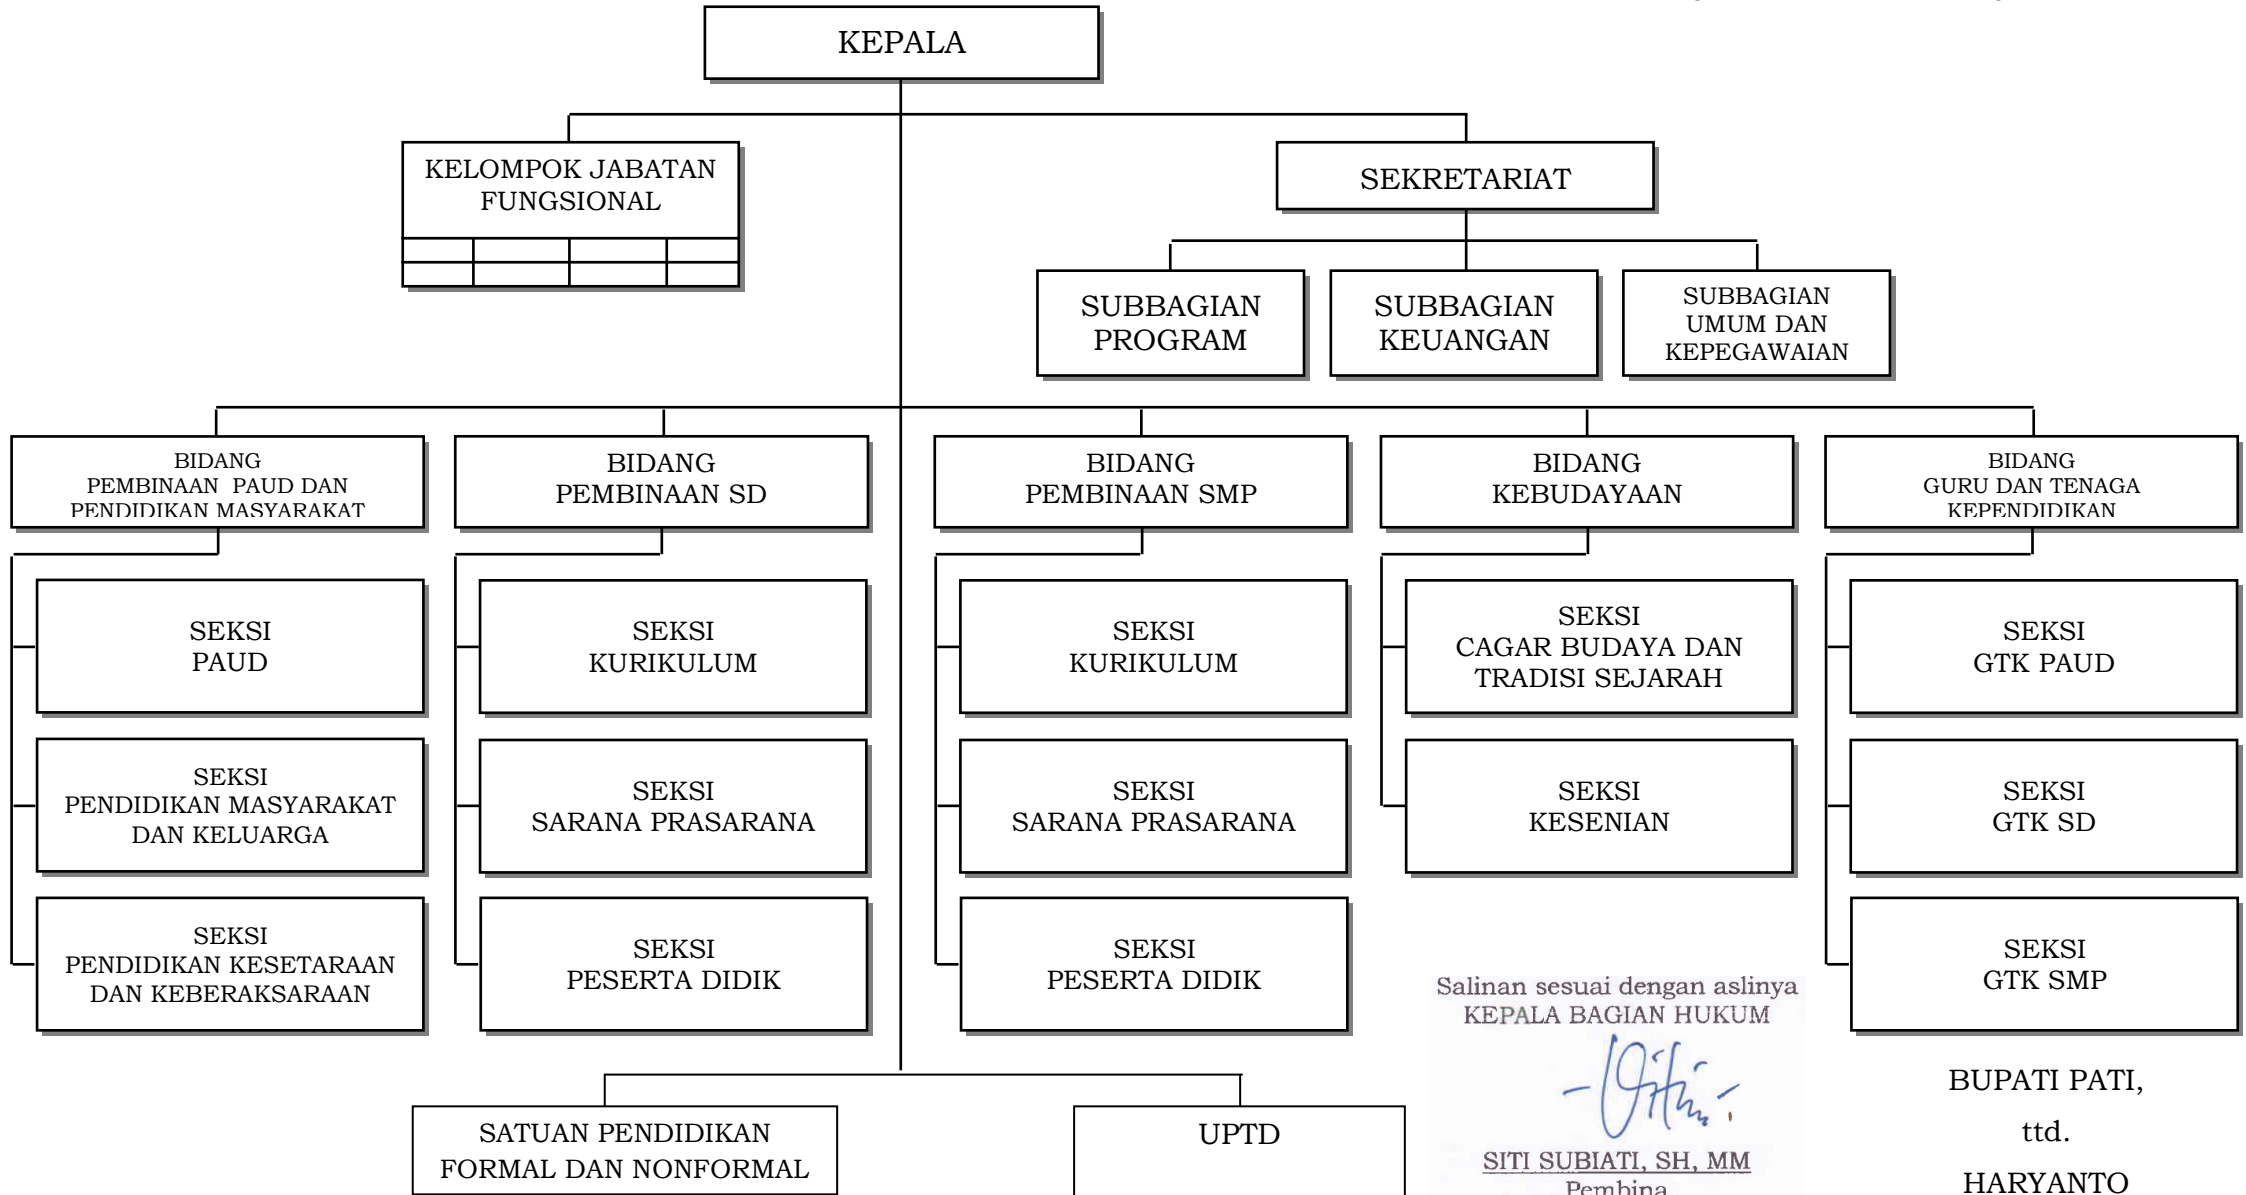 KEPALA
KELOMPOK JABATAN
FUNGSIONAL
SEKRETARIAT
SUBBAGIAN
PROGRAM
SUBBAGIAN
KEUANGAN
SUBBAGIAN
UMUM DAN
KEPEGAWAIAN
BIDANG
PEMBINAAN PAUD DAN
PENDIDIKAN MASYARAKAT
BIDANG
PEMBINAAN SD
BIDANG
PEMBINAAN SMP
BIDANG
KEBUDAYAAN
BIDANG
GURU DAN TENAGA
KEPENDIDIKAN
SEKSI
PAUD
SEKSI
KURIKULUM
SEKSI
KURIKULUM
SEKSI
CAGAR BUDAYA DAN
TRADISI SEJARAH
SEKSI
GTK PAUD
SEKSI
PENDIDIKAN MASYARAKAT
DAN KELUARGA
SEKSI
SARANA PRASARANA
SEKSI
SARANA PRASARANA
SEKSI
KESENIAN
SEKSI
GTK SD
SEKSI
PENDIDIKAN KESETARAAN
DAN KEBERAKSARAAN
SEKSI
PESERTA DIDIK
SEKSI
PESERTA DIDIK
SEKSI
GTK SMP
SATUAN PENDIDIKAN
FORMAL DAN NONFORMAL
UPTD
Salinan sesuai dengan aslinya
KEPALA BAGIAN HUKUM
SITI SUBIATI, SH, MM
Pembina
BUPATI PATI,
ttd.
HARYANTO